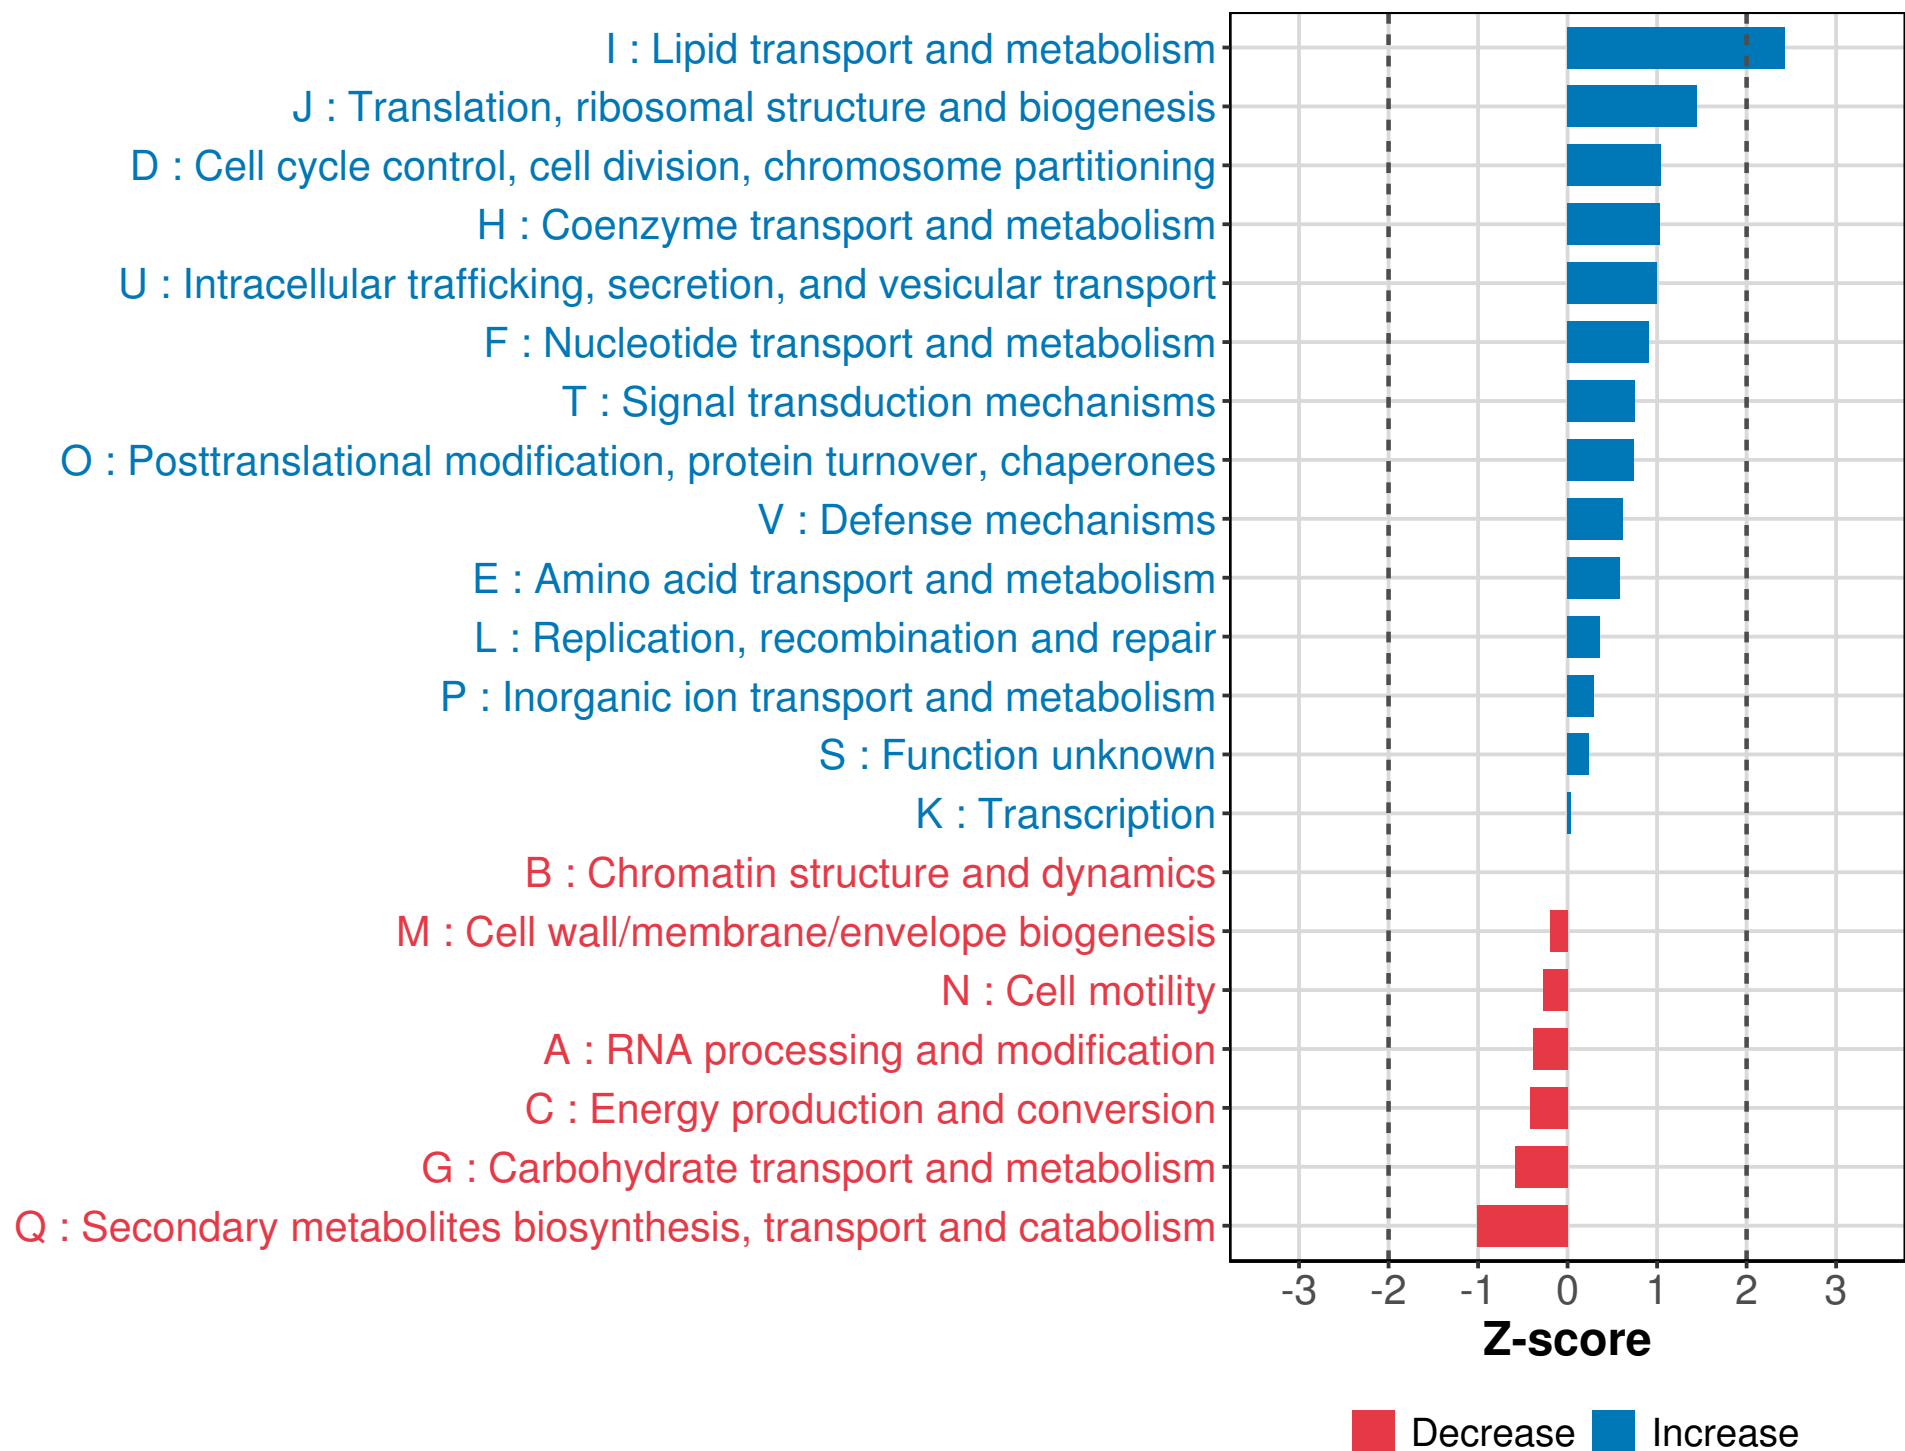 I : Lipid transport and metabolism
J : Translation, ribosomal structure and biogenesis
D : Cell cycle control, cell division, chromosome partitioning
H : Coenzyme transport and metabolism
U : Intracellular trafficking, secretion, and vesicular transport
F : Nucleotide transport and metabolism
T : Signal transduction mechanisms
O : Posttranslational modification, protein turnover, chaperones
V : Defense mechanisms
E : Amino acid transport and metabolism
L : Replication, recombination and repair
P : Inorganic ion transport and metabolism
S : Function unknown
K : Transcription
B : Chromatin structure and dynamics
M : Cell wall/membrane/envelope biogenesis
N : Cell motility
A : RNA processing and modification
C : Energy production and conversion
G : Carbohydrate transport and metabolism
Q : Secondary metabolites biosynthesis, transport and catabolism
-3 -2 -1 0 1 2 3
Z-score
Decrease Increase